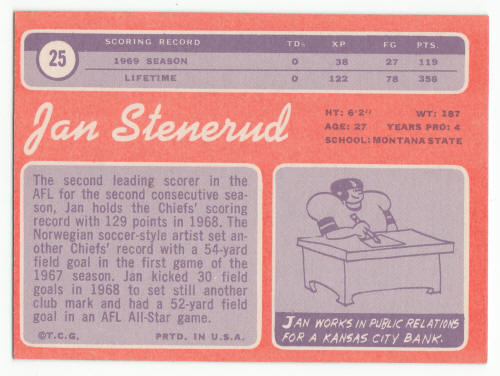 25
SCORING RECORD TDs XP FG PTS.
1969 SEASON 0 38 27 119
LIFETIME 0 122 78 356
Jan Stenerud
HT: 6'2" WT: 187
AGE: 27 YEARS PRO: 4
SCHOOL: MONTANA STATE
The second leading scorer in the
AFL for the second consecutive sea-
son, Jan holds the Chiefs' scoring
record with 129 points in 1968. The
Norwegian soccer-style artist set an-
other Chiefs' record with a 54-yard
field goal in the first game of the
1967 season. Jan kicked 30 field
goals in 1968 to set still another
club mark and had a 52-yard field
goal in an AFL All-Star game.
©T.C.G. PRTD. IN U.S.A.
JAN WORKS IN PUBLIC RELATIONS
FOR A KANSAS CITY BANK.